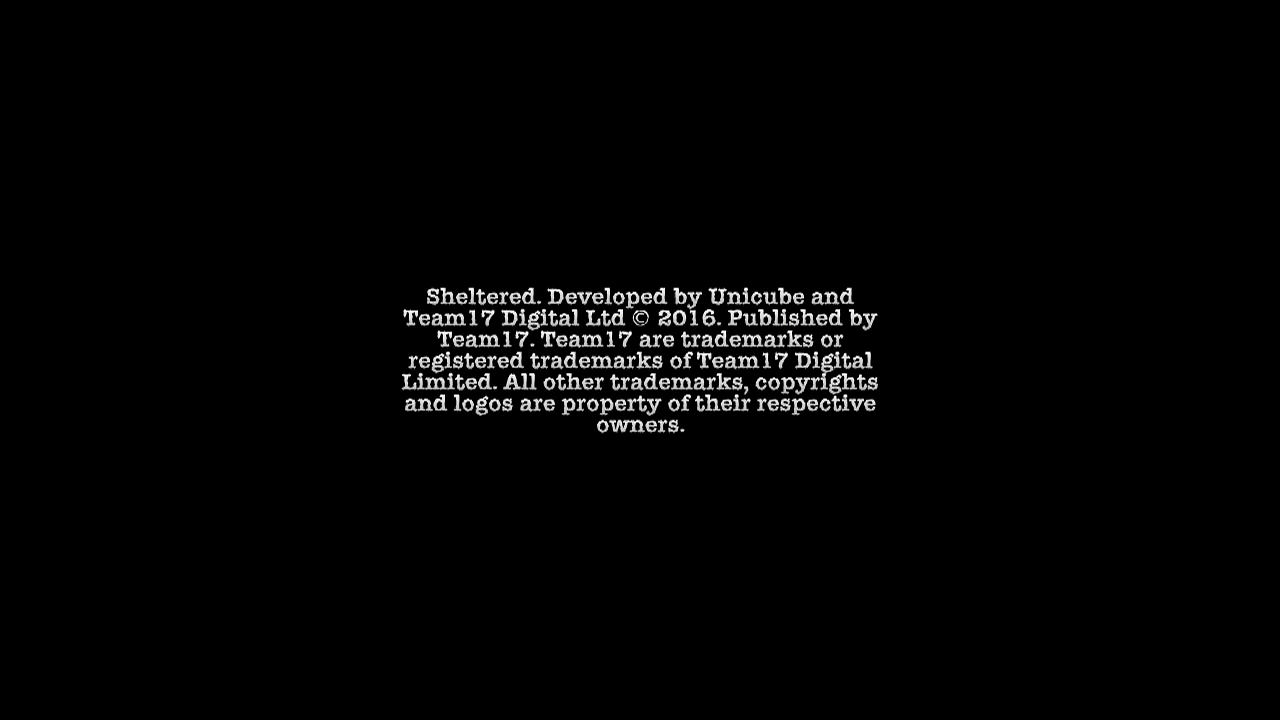 Sheltered. Developed by Unicube and
Team17 Digital Ltd © 2016. Published by
Team17. Team17 are trademarks or
registered trademarks of Team17 Digital
Limited. All other trademarks, copyrights
and logos are property of their respective
owners.